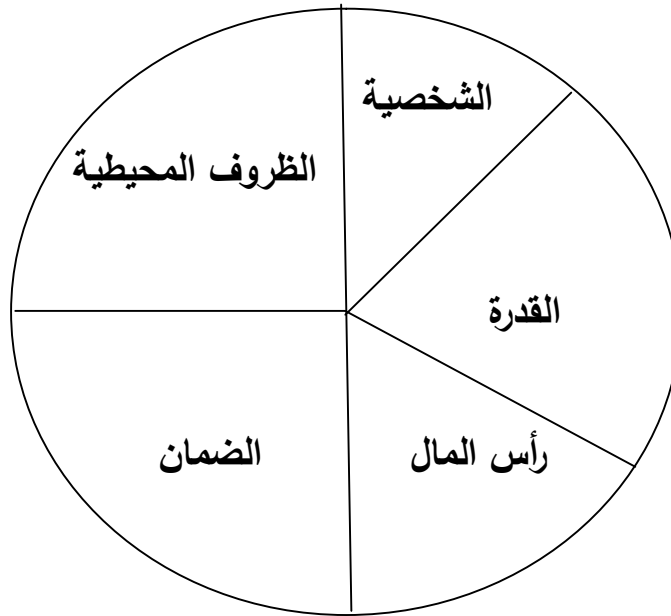 الشخصية
الظروف المحيطية
القدرة
رأس المال
الضمان